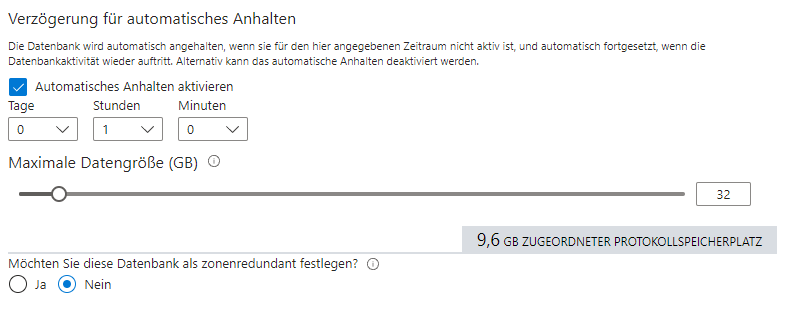 Verzögerung für automatisches Anhalten
Die Datenbank wird automatisch angehalten, wenn sie für den hier angegebenen Zeitraum nicht aktiv ist, und automatisch fortgesetzt, wenn die
Datenbankaktivität wieder auftritt. Alternativ kann das automatische Anhalten deaktiviert werden.
Automatisches Anhalten aktivieren
Tage Stunden Minuten
0 1 0
Maximale Datengröße (GB)
32
9,6 GB ZUGEORDNETER PROTOKOLLSPEICHERPLATZ
Möchten Sie diese Datenbank als zonenredundant festlegen?
Ja Nein